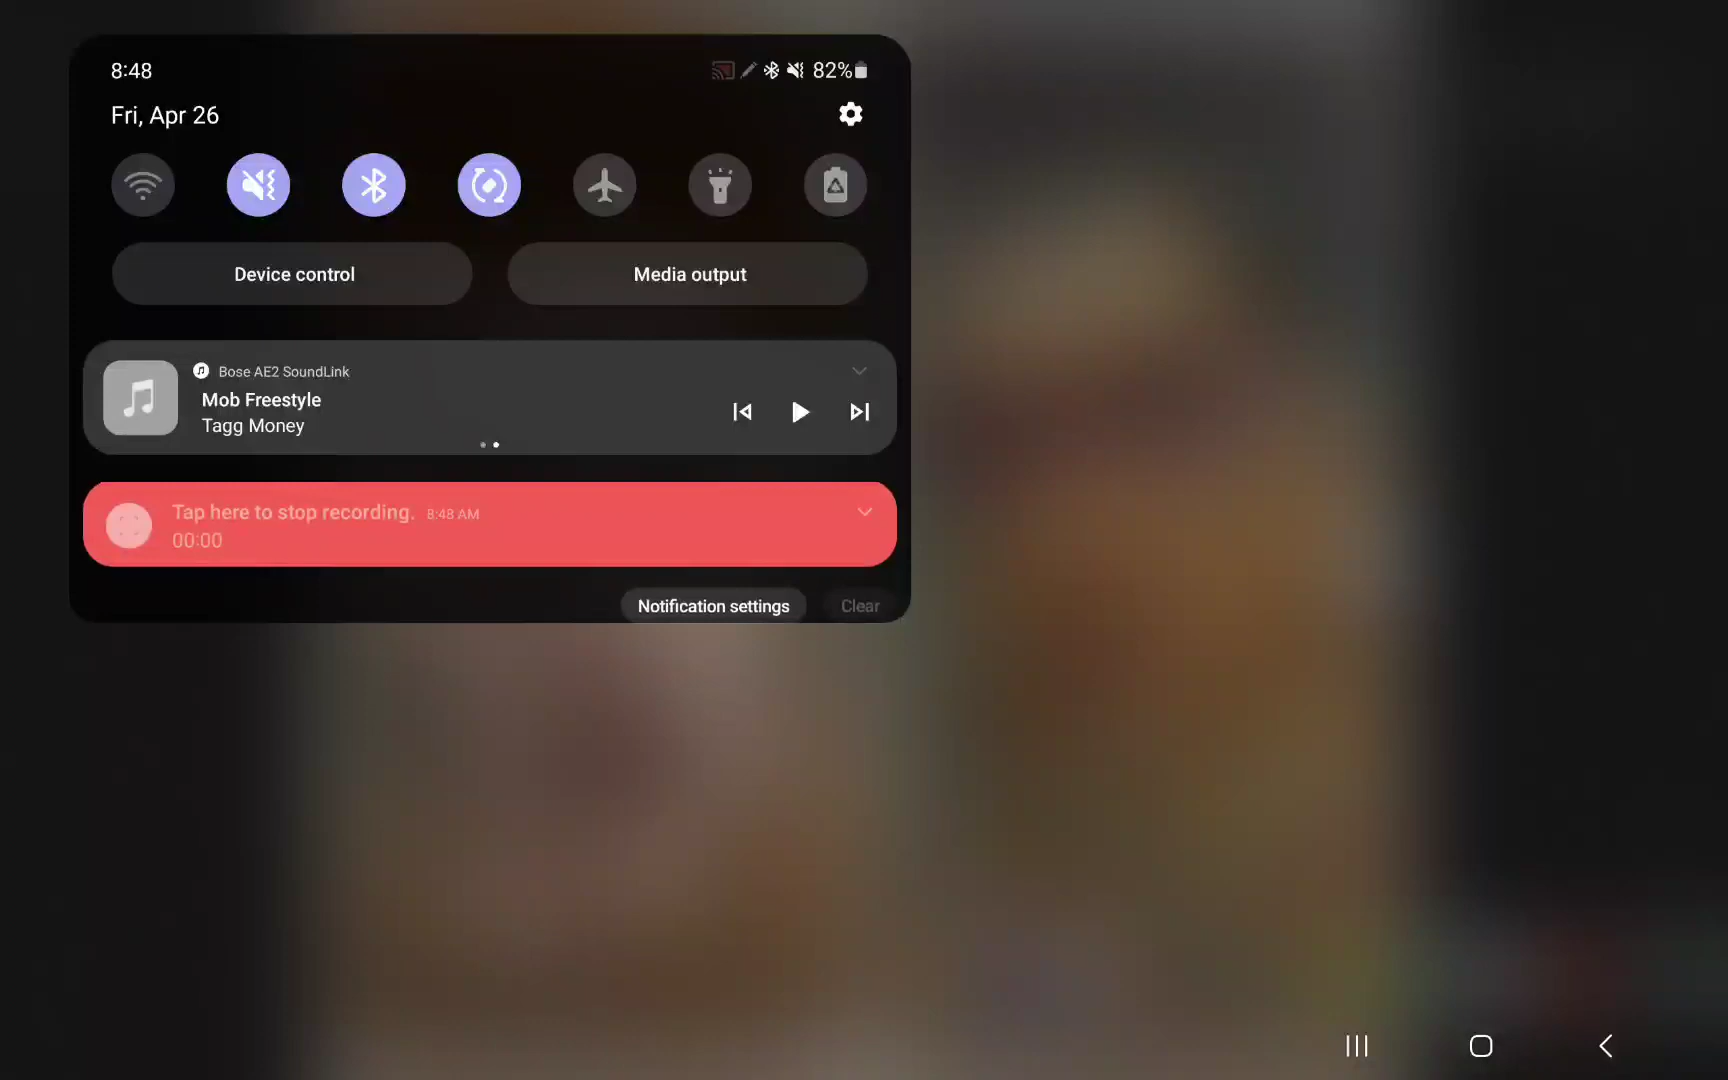 8:48
82%
Fri, Apr 26
Device control
Media output
Bose AE2 SoundLink
Mob Freestyle
Tagg Money
Tap here to stop recording. 8:48 AM
00:00
Notification settings
Clear